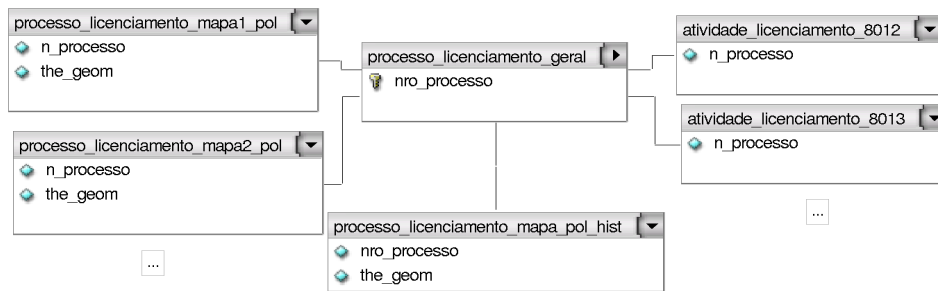 processo_licenciamento_mapa1_pol
n_processo
the_geom
processo_licenciamento_mapa2_pol
n_processo
the_geom
...
processo_licenciamento_geral
nro_processo
processo_licenciamento_mapa_pol_hist
nro_processo
the_geom
atividade_licenciamento_8012
n_processo
atividade_licenciamento_8013
n_processo
...